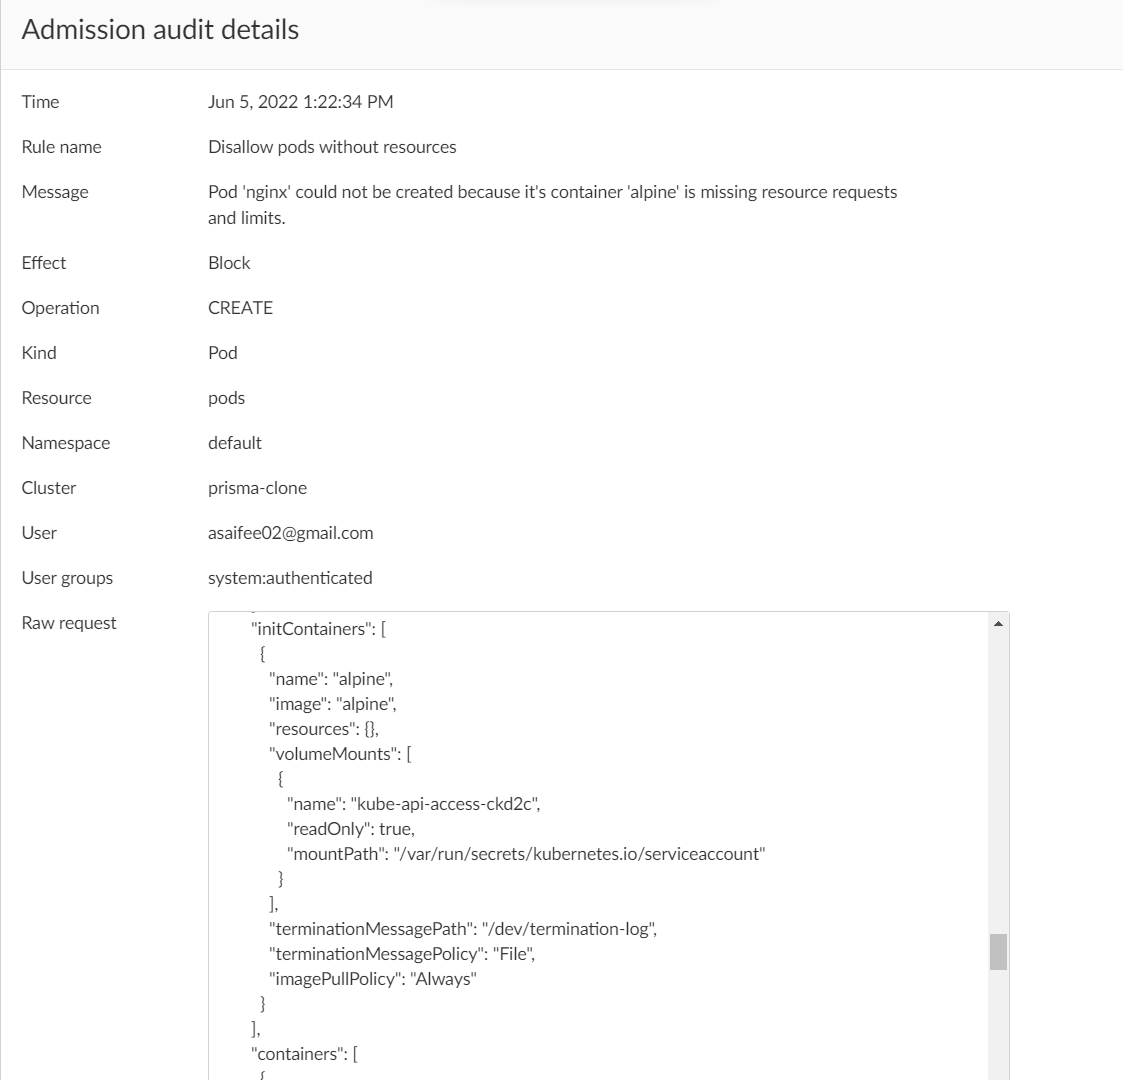 Admission audit details
Time Jun 5, 2022 1:22:34 PM
Rule name Disallow pods without resources
Message Pod 'nginx' could not be created because it's container 'alpine' is missing resource requests
and limits.
Effect Block
Operation CREATE
Kind Pod
Resource pods
Namespace default
Cluster prisma-clone
User asaifee02@gmail.com
User groups system:authenticated
Raw request
"initContainers": [
{
"name": "alpine",
"image": "alpine",
"resources": {},
"volumeMounts": [
{
"name": "kube-api-access-ckd2c",
"readOnly": true,
"mountPath": "/var/run/secrets/kubernetes.io/serviceaccount"
}
],
"terminationMessagePath": "/dev/termination-log",
"terminationMessagePolicy": "File",
"imagePullPolicy": "Always"
}
],
"containers": [
{